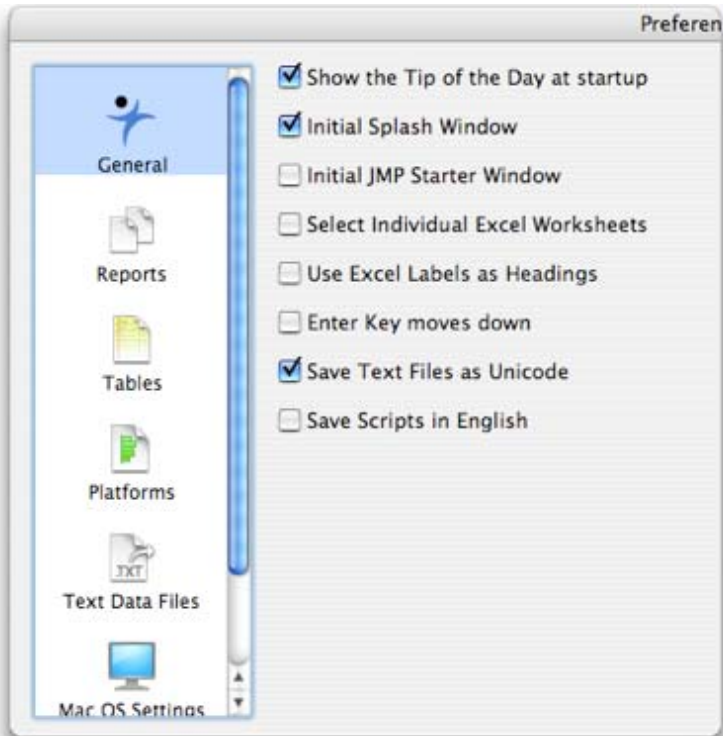 Preferen
General
Reports
Tables
Platforms
TXT
Text Data Files
Mac OS Settings
Show the Tip of the Day at startup
Initial Splash Window
Initial JMP Starter Window
Select Individual Excel Worksheets
Use Excel Labels as Headings
Enter Key moves down
Save Text Files as Unicode
Save Scripts in English